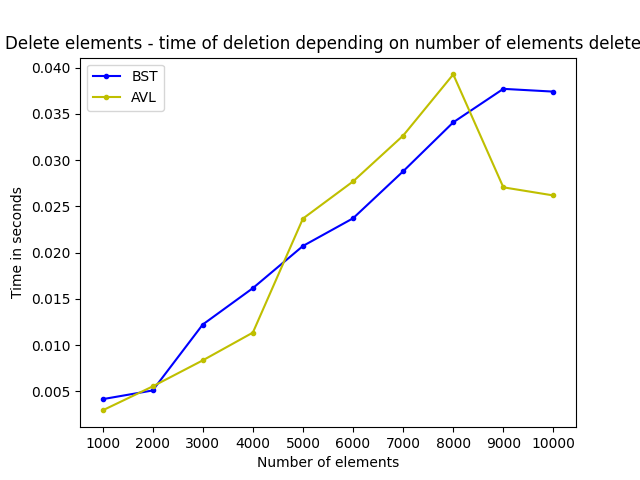 Delete elements - time of deletion depending on number of elements delete
BST
AVL
0.040
0.035
0.030
0.025
0.020
0.015
0.010
0.005
Time in seconds
1000 2000 3000 4000 5000 6000 7000 8000 9000 10000
Number of elements